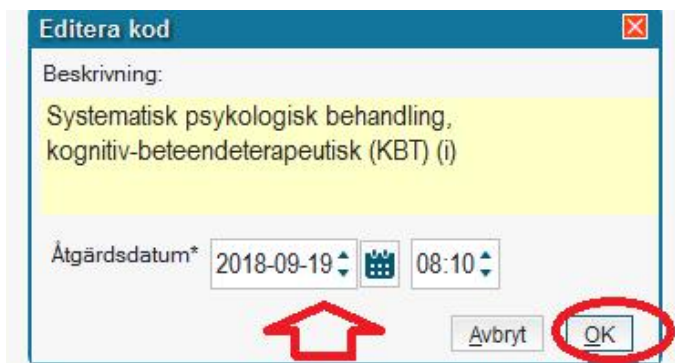 Editera kod
Beskrivning:
Systematisk psykologisk behandling,
kognitiv-beteendeterapeutisk (KBT) (i)
Åtgärdsdatum* 2018-09-19 08:10
Avbryt OK